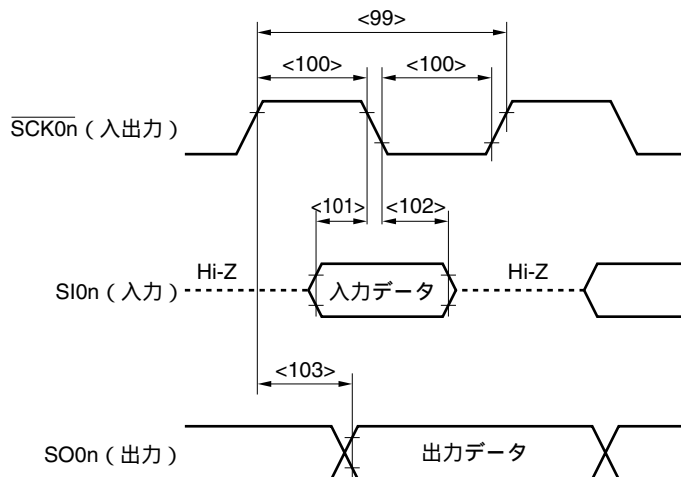 <99>
<100> <100>
SCK0n（入出力）
<101> <102>
Hi-Z Hi-Z
SI0n（入力） 入力データ
<103>
SO0n（出力） 出力データ